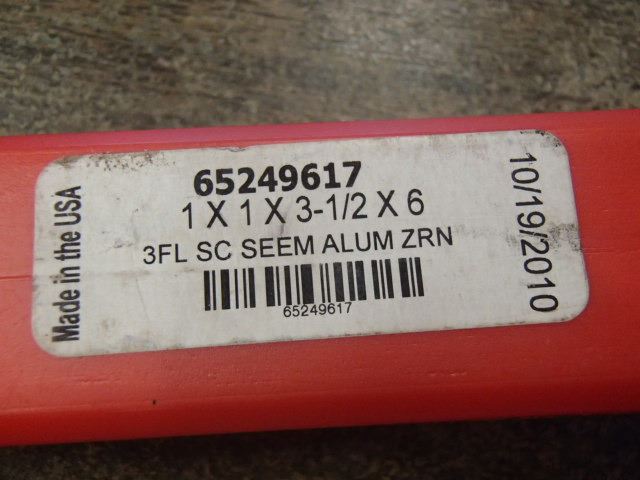 65249617
1 X 1 X 3-1/2 X 6
3FL SC SEEM ALUM ZRN
65249617
Made in the USA
10/19/2010